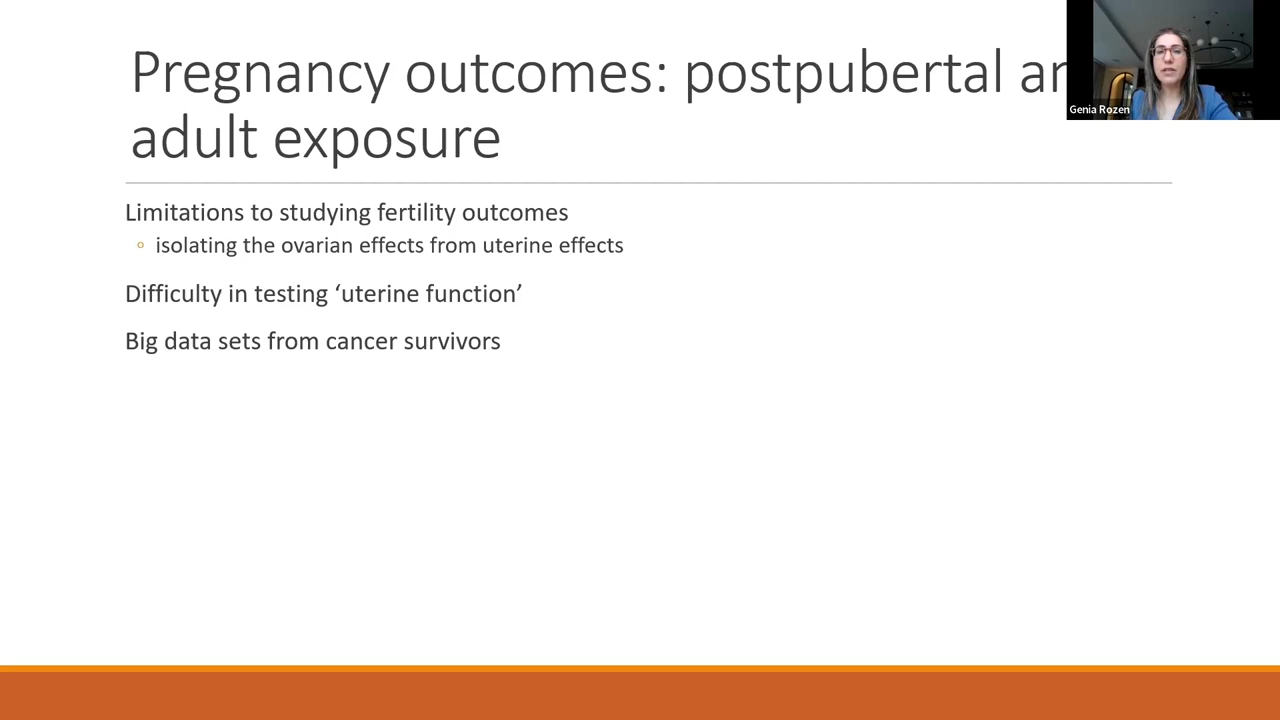 Pregnancy outcomes: postpubertal
adult exposure
Genia Rozen
Limitations to studying fertility outcomes
isolating the ovarian effects from uterine effects
Difficulty in testing ‘uterine function’
Big data sets from cancer survivors